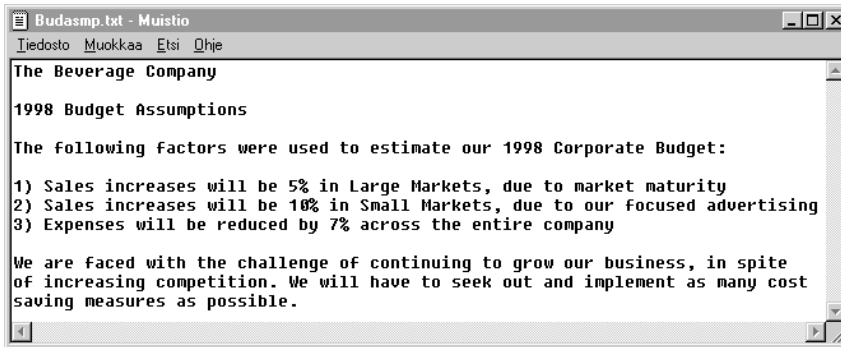 Budasmp.txt - Muistio
Tiedosto Muokkaa Etsi Ohje
The Beverage Company
1998 Budget Assumptions
The following factors were used to estimate our 1998 Corporate Budget:
1) Sales increases will be 5% in Large Markets, due to market maturity
2) Sales increases will be 10% in Small Markets, due to our focused advertising
3) Expenses will be reduced by 7% across the entire company
We are faced with the challenge of continuing to grow our business, in spite
of increasing competition. We will have to seek out and implement as many cost
saving measures as possible.